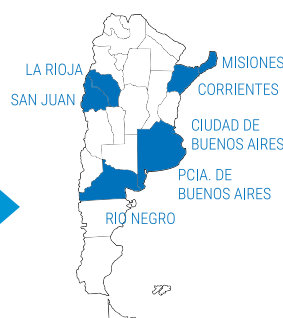 LA RIOJA
MISIONES
SAN JUAN
CORRIENTES
CIUDAD DE
BUENOS AIRES
PCIA. DE
BUENOS AIRES
RIO NEGRO